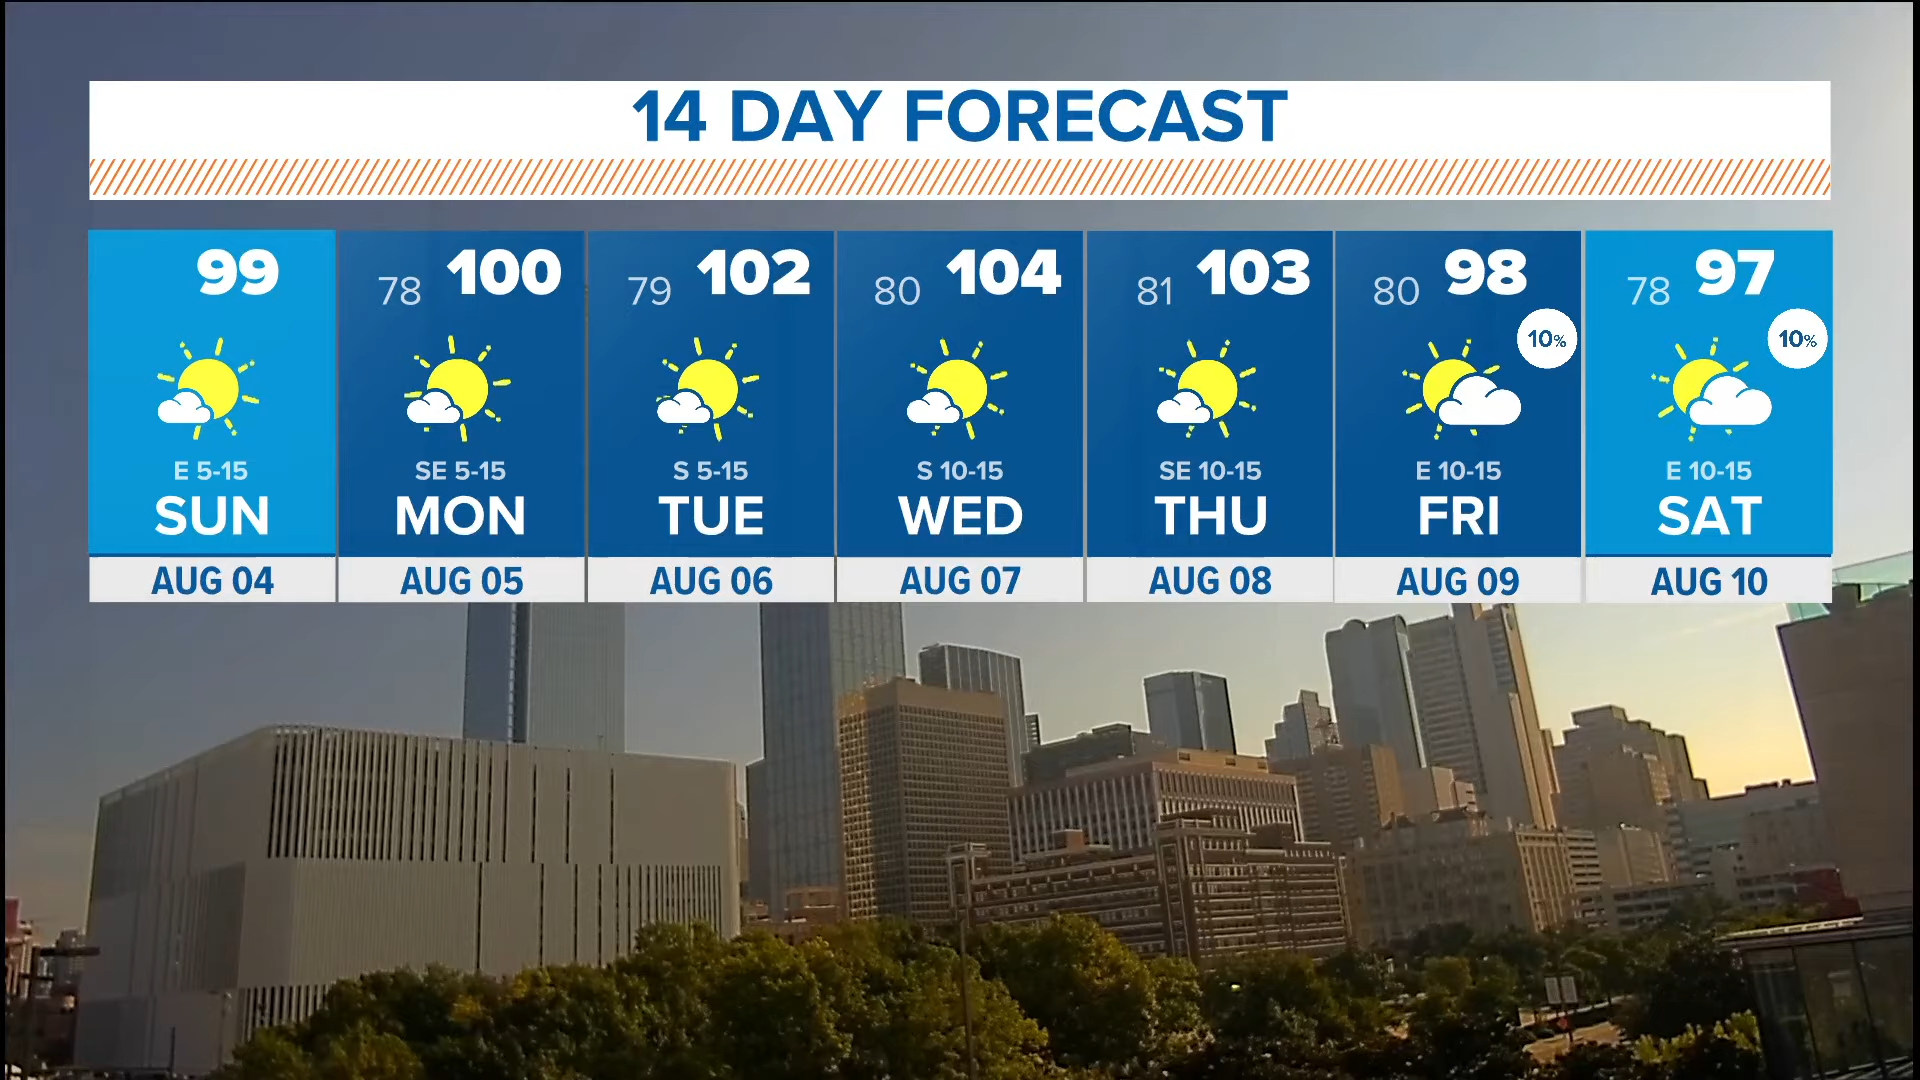 14 DAY FORECAST
99
E 5-15
SUN
AUG 04
78 100
SE 5-15
MON
AUG 05
79 102
S 5-15
TUE
AUG 06
80 104
S 10-15
WED
AUG 07
81 103
SE 10-15
THU
AUG 08
80 98
10%
E 10-15
FRI
AUG 09
78 97
10%
E 10-15
SAT
AUG 10